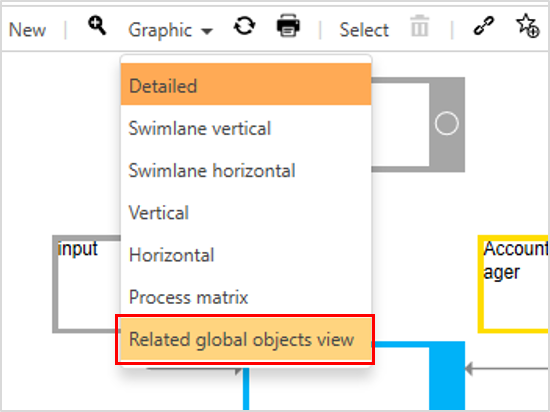 New | Graphic | Select |
Detailed
Swimlane vertical
Swimlane horizontal
Vertical
input
Account
ager
Horizontal
Process matrix
Related global objects view